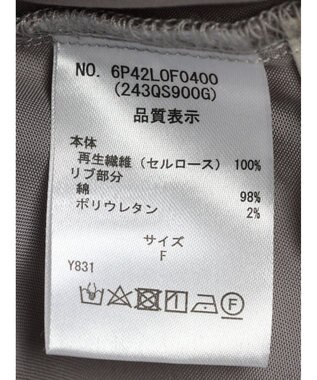 NO. 6P42L0F0400
(243QS900G)
品質表示
本体
再生繊維（セルロース） 100%
リブ部分
綿 98%
ポリウレタン 2%
サイズ
F
Y831
F